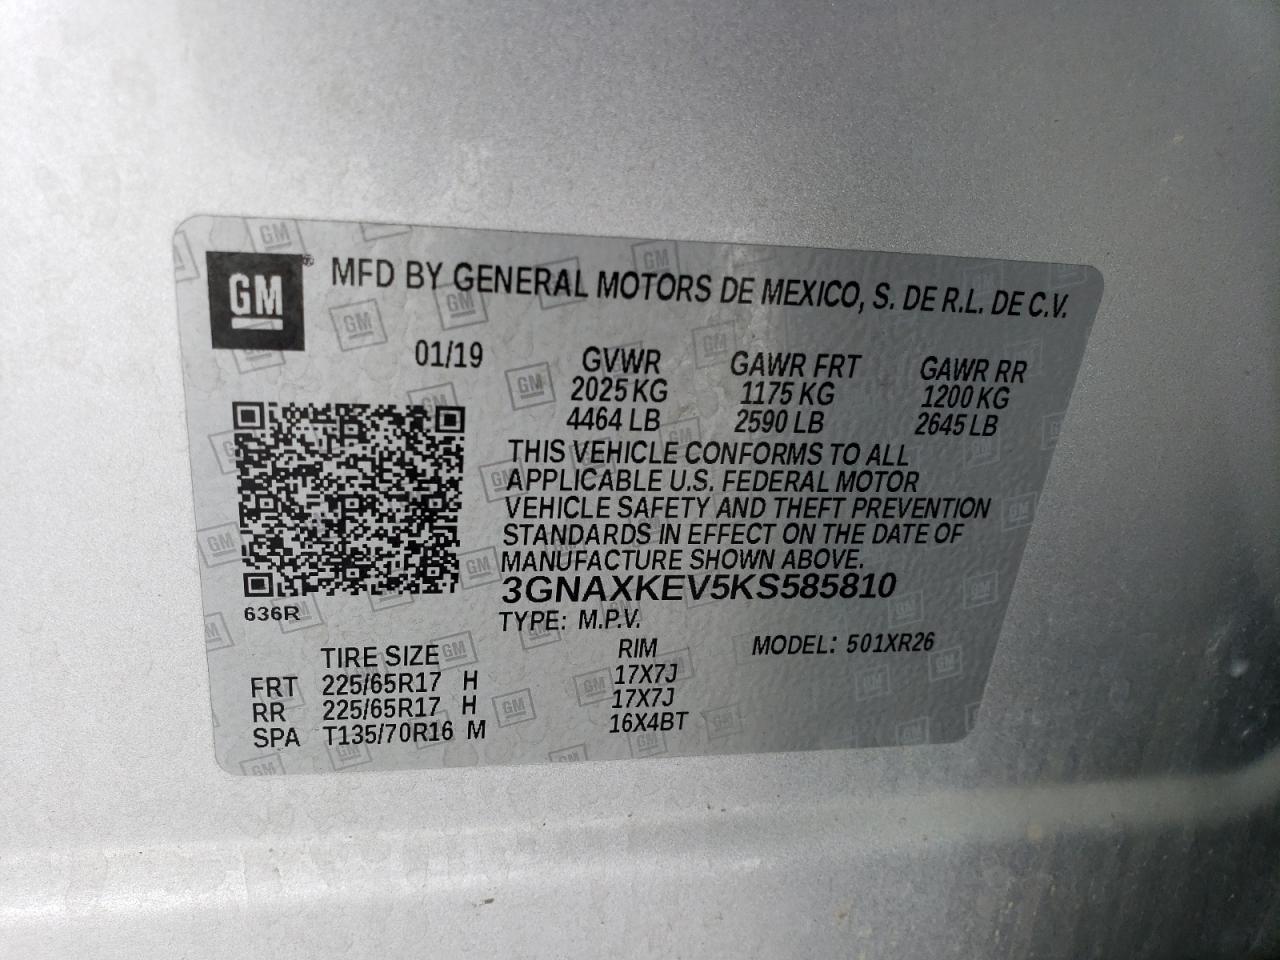 GM® MFD BY GENERAL MOTORS DE MEXICO, S. DE R.L. DE C.V.
01/19 GVWR GAWR FRT GAWR RR
2025 KG 1175 KG 1200 KG
4464 LB 2590 LB 2645 LB
THIS VEHICLE CONFORMS TO ALL
APPLICABLE U.S. FEDERAL MOTOR
VEHICLE SAFETY AND THEFT PREVENTION
STANDARDS IN EFFECT ON THE DATE OF
MANUFACTURE SHOWN ABOVE.
3GNAXKEV5KS585810
636R
TYPE: M.P.V.
TIRE SIZE RIM MODEL: 501XR26
FRT 225/65R17 H 17X7J
RR 225/65R17 H 17X7J
SPA T135/70R16 M 16X4BT